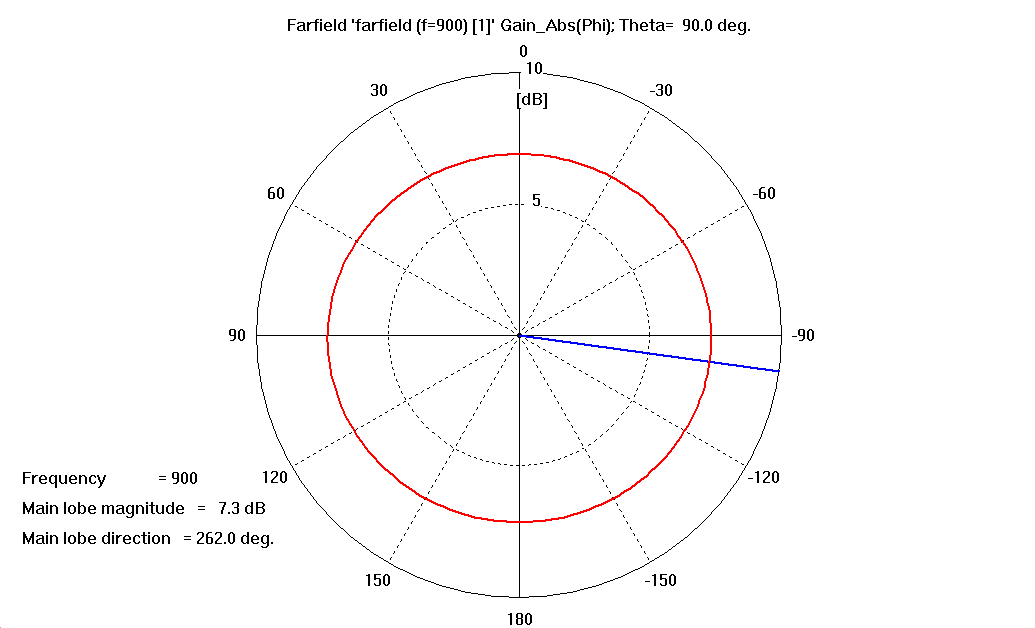 Farfield 'farfield (f=900) [1]' Gain_Abs(Phi); Theta= 90.0 deg.
0
10
[dB]
30
-30
60
-60
5
90
-90
120
-120
Frequency = 900
Main lobe magnitude = 7.3 dB
Main lobe direction = 262.0 deg.
150
-150
180